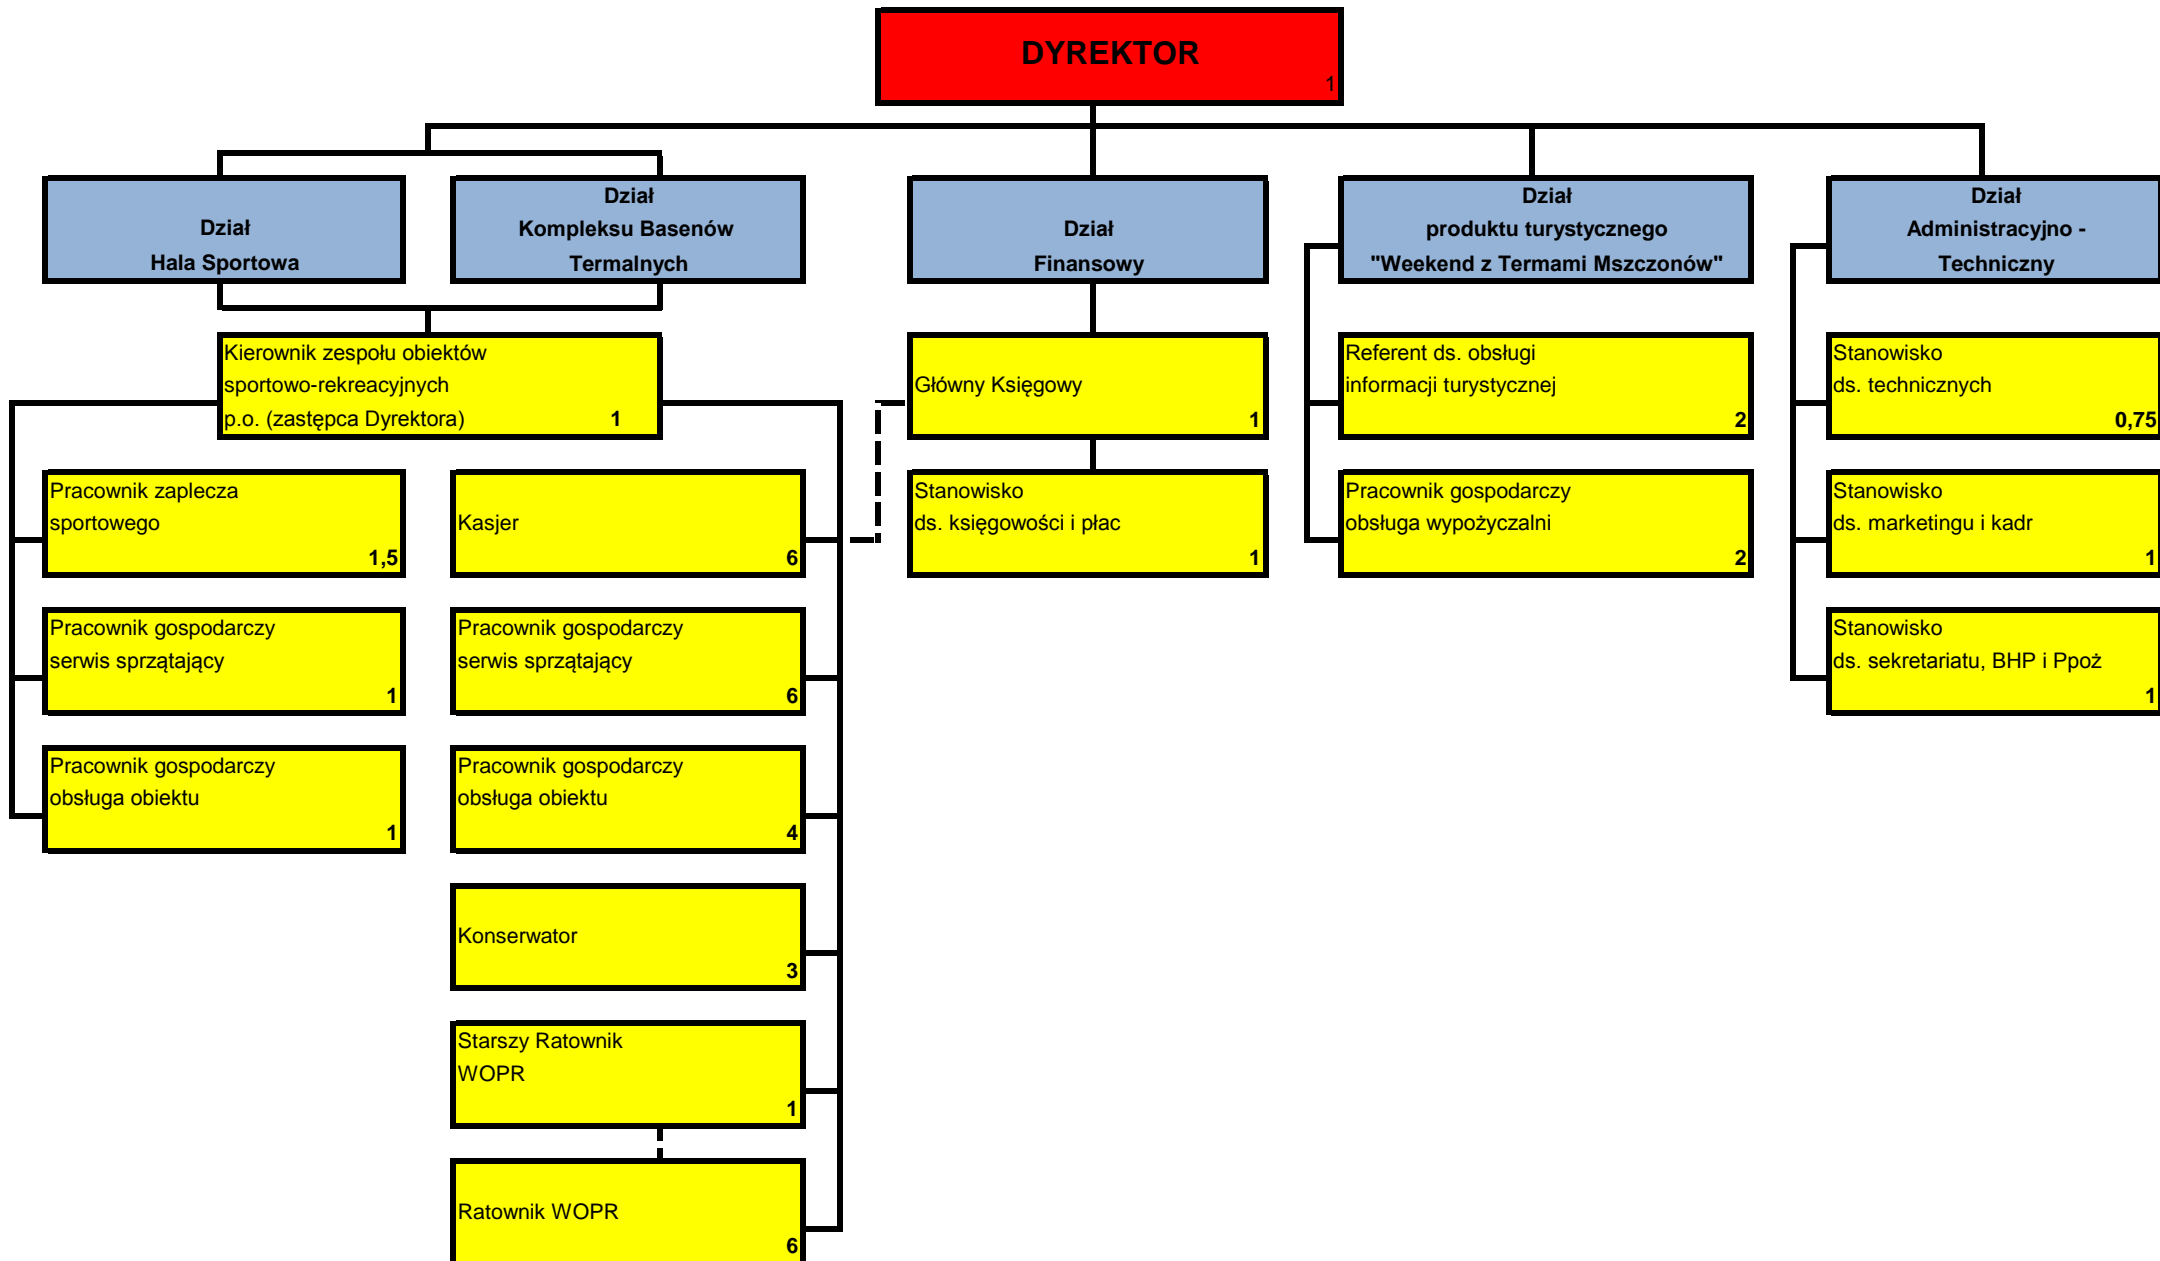 DYREKTOR
1
Dział
Hala Sportowa
Dział
Kompleksu Basenów
Termalnych
Dział
Finansowy
Dział
produktu turystycznego
"Weekend z Termami Mszczonów"
Dział
Administracyjno -
Techniczny
Kierownik zespołu obiektów
sportowo-rekreacyjnych
p.o. (zastępca Dyrektora) 1
Główny Księgowy
1
Referent ds. obsługi
informacji turystycznej
2
Stanowisko
ds. technicznych
0,75
Pracownik zaplecza
sportowego
1,5
Kasjer
6
Stanowisko
ds. księgowości i płac
1
Pracownik gospodarczy
obsługa wypożyczalni
2
Stanowisko
ds. marketingu i kadr
1
Pracownik gospodarczy
serwis sprzątający
1
Pracownik gospodarczy
serwis sprzątający
6
Stanowisko
ds. sekretariatu, BHP i Ppoż
1
Pracownik gospodarczy
obsługa obiektu
1
Pracownik gospodarczy
obsługa obiektu
4
Konserwator
3
Starszy Ratownik
WOPR
1
Ratownik WOPR
6